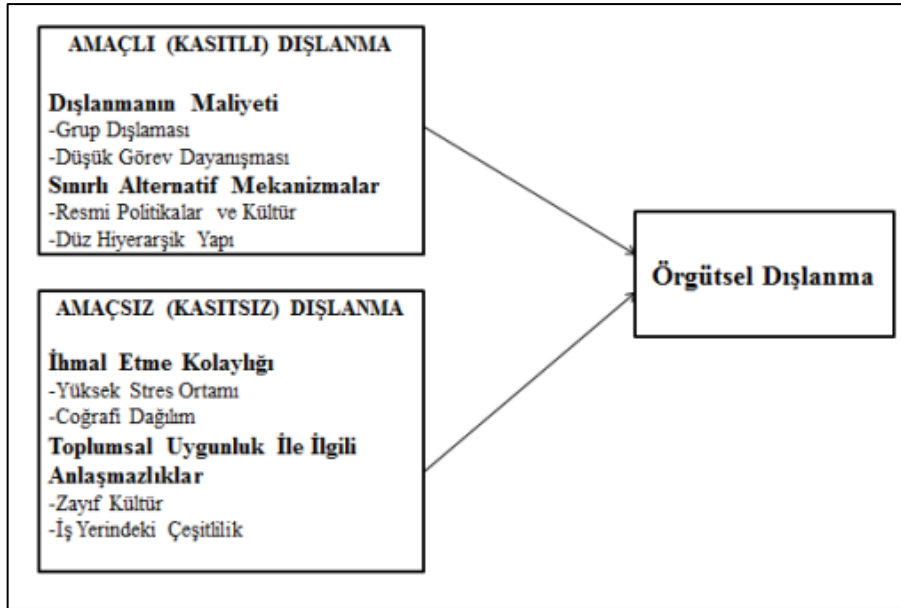 AMAÇLI (KASITLI) DIŞLANMA
Dışlanmanın Maliyeti
-Grup Dışlaması
-Düşük Görev Dayanışması
Sınırlı Alternatif Mekanizmalar
-Resmi Politikalar ve Kültür
-Düz Hiyerarşik Yapı
AMAÇSIZ (KASITSIZ) DIŞLANMA
İhmal Etme Kolaylığı
-Yüksek Stres Ortamı
-Coğrafi Dağılım
Toplumsal Uygunluk İle İlgili
Anlaşmazlıklar
-Zayıf Kültür
-İş Yerindeki Çeşitlilik
Örgütsel Dışlanma